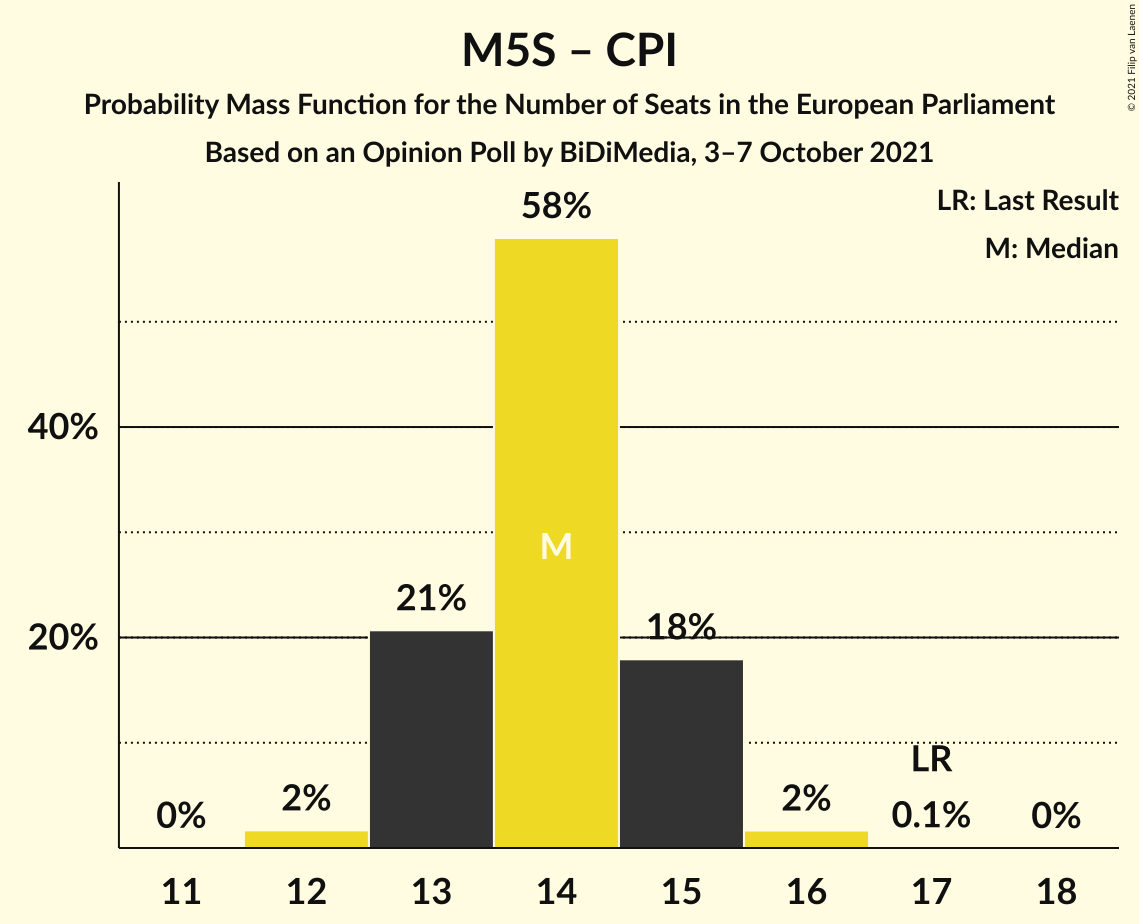 M5S – CPI
Probability Mass Function for the Number of Seats in the European Parliament
Based on an Opinion Poll by BiDiMedia, 3–7 October 2021
© 2021 Filip van Laenen
LR: Last Result
M: Median
58%
40%
M
21%
20%
18%
LR
0%
2%
2%
0.1%
0%
11 12 13 14 15 16 17 18